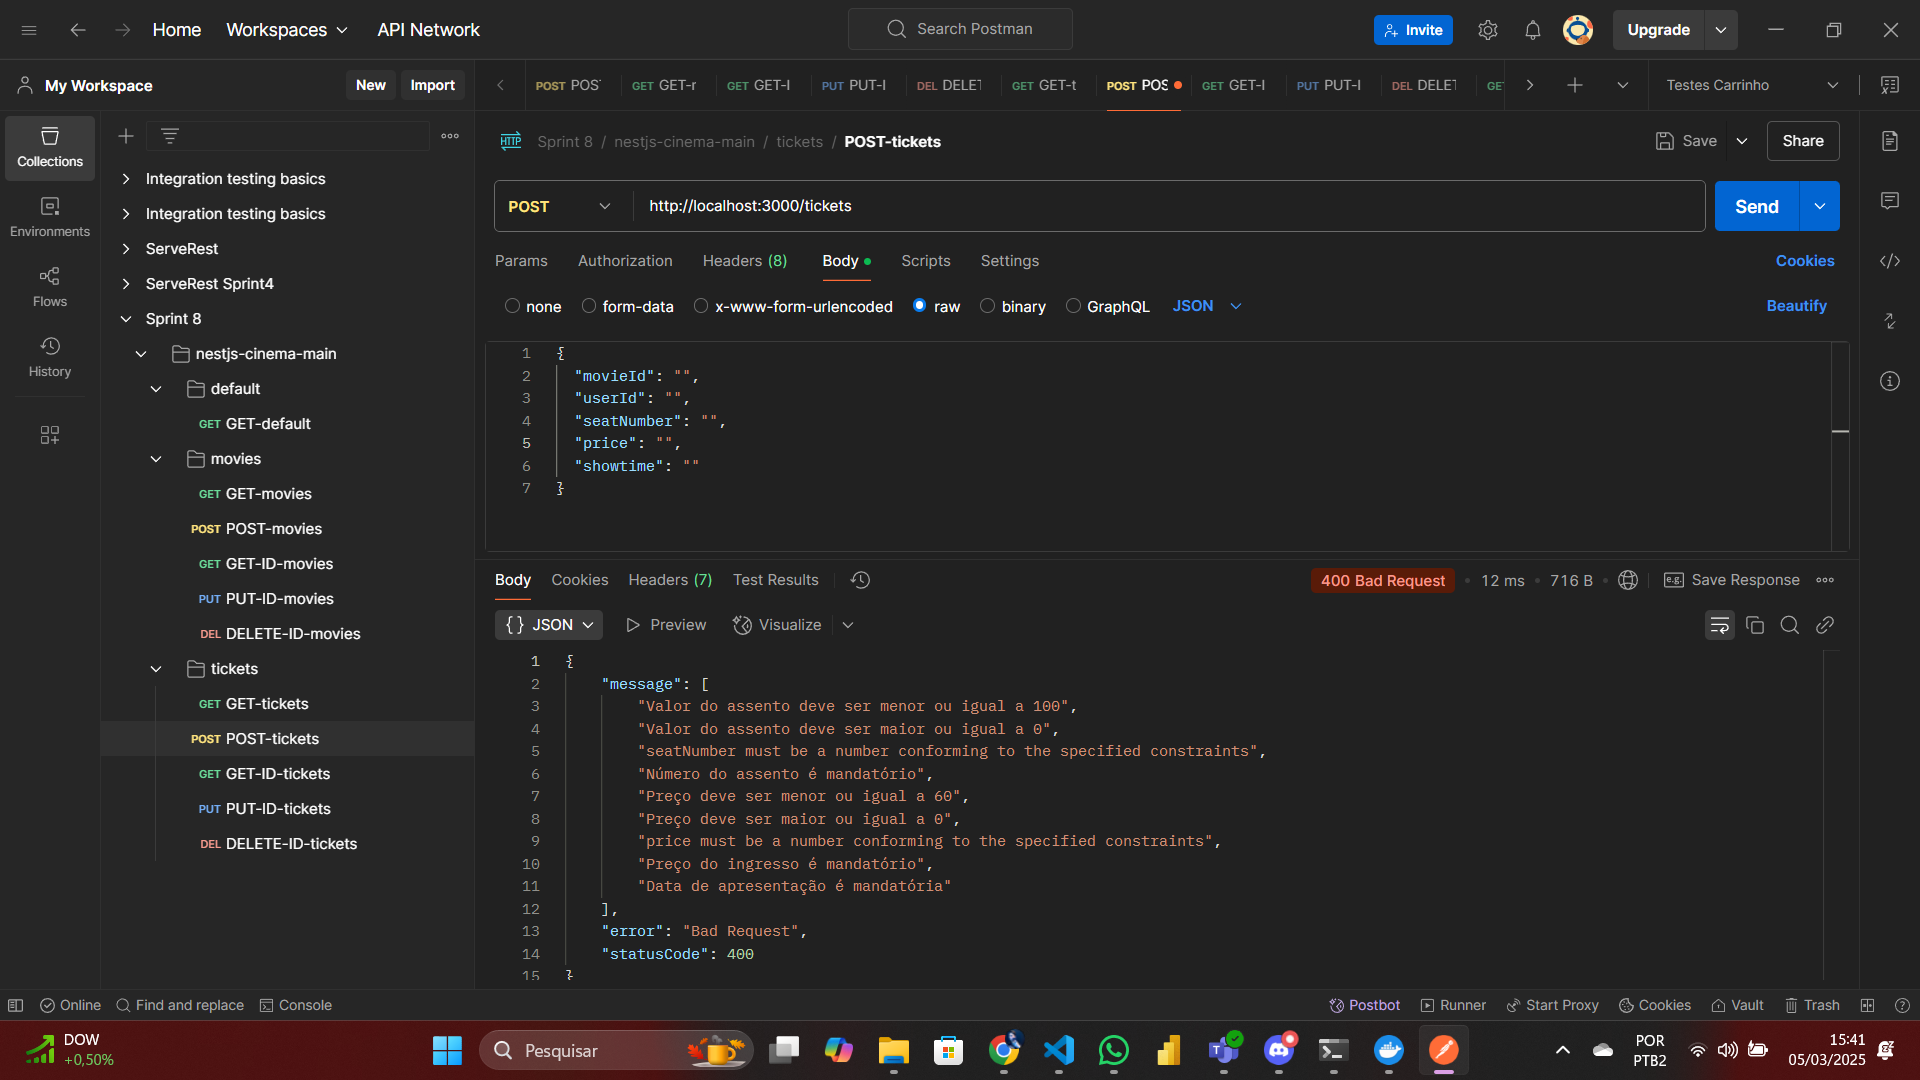 Home
Workspaces
API Network
Search Postman
Invite
Upgrade
My Workspace
New
Import
POST POS
GET GET-r
GET GET-I
PUT PUT-I
DEL DELET
GET GET-t
POST POS
GET GET-I
PUT PUT-I
DEL DELET
GE
Testes Carrinho
Collections
Environments
Flows
History
Integration testing basics
Integration testing basics
ServeRest
ServeRest Sprint4
Sprint 8
nestjs-cinema-main
default
GET GET-default
movies
GET GET-movies
POST POST-movies
GET GET-ID-movies
PUT PUT-ID-movies
DEL DELETE-ID-movies
tickets
GET GET-tickets
POST POST-tickets
GET GET-ID-tickets
PUT PUT-ID-tickets
DEL DELETE-ID-tickets
HTTP Sprint 8 / nestjs-cinema-main / tickets / POST-tickets
Save
Share
POST
http://localhost:3000/tickets
Send
Params
Authorization
Headers (8)
Body
Scripts
Settings
Cookies
none
form-data
x-www-form-urlencoded
raw
binary
GraphQL
JSON
Beautify
1 {
2 "movieId": "",
3 "userId": "",
4 "seatNumber": "",
5 "price": "",
6 "showtime": ""
7 }
Body
Cookies
Headers (7)
Test Results
400 Bad Request
12 ms
716 B
e.g. Save Response
{} JSON
Preview
Visualize
1 {
2 "message": [
3 "Valor do assento deve ser menor ou igual a 100",
4 "Valor do assento deve ser maior ou igual a 0",
5 "seatNumber must be a number conforming to the specified constraints",
6 "Número do assento é mandatório",
7 "Preço deve ser menor ou igual a 60",
8 "Preço deve ser maior ou igual a 0",
9 "price must be a number conforming to the specified constraints",
10 "Preço do ingresso é mandatório",
11 "Data de apresentação é mandatória"
12 ],
13 "error": "Bad Request",
14 "statusCode": 400
15 }
Online
Find and replace
Console
Postbot
Runner
Start Proxy
Cookies
Vault
Trash
DOW
+0,50%
Pesquisar
POR
PTB2
15:41
05/03/2025